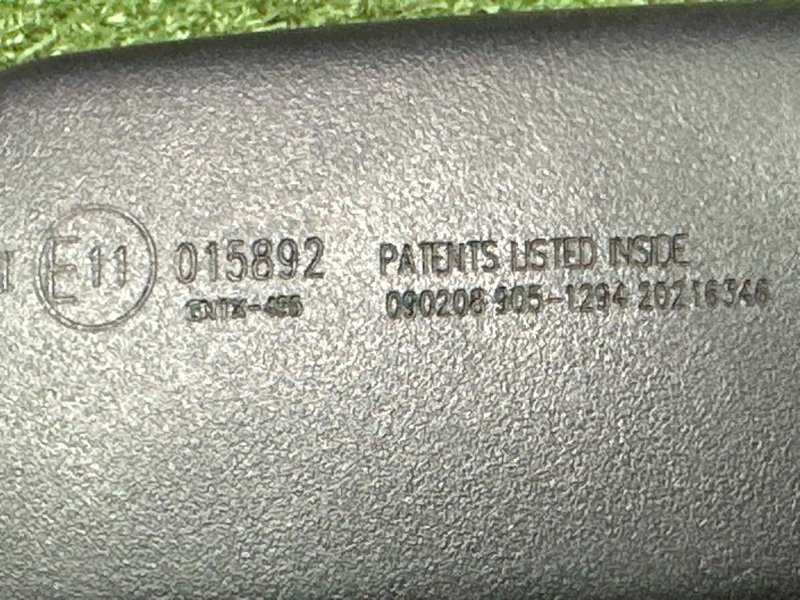 I E11 015892 PATENTS LISTED INSIDE
090208 905-1294 20216346